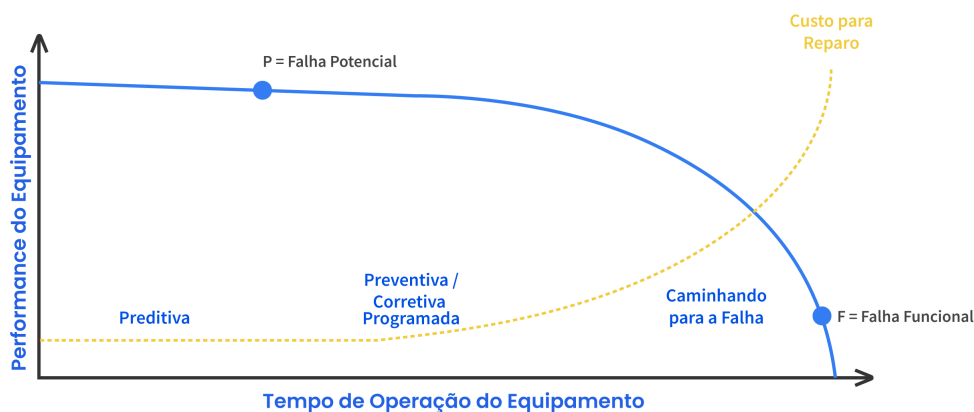 Custo para
Reparo
P = Falha Potencial
Performance do Equipamento
Preventiva /
Corretiva
Programada
Preditiva
Caminhando
para a Falha
F = Falha Funcional
Tempo de Operação do Equipamento